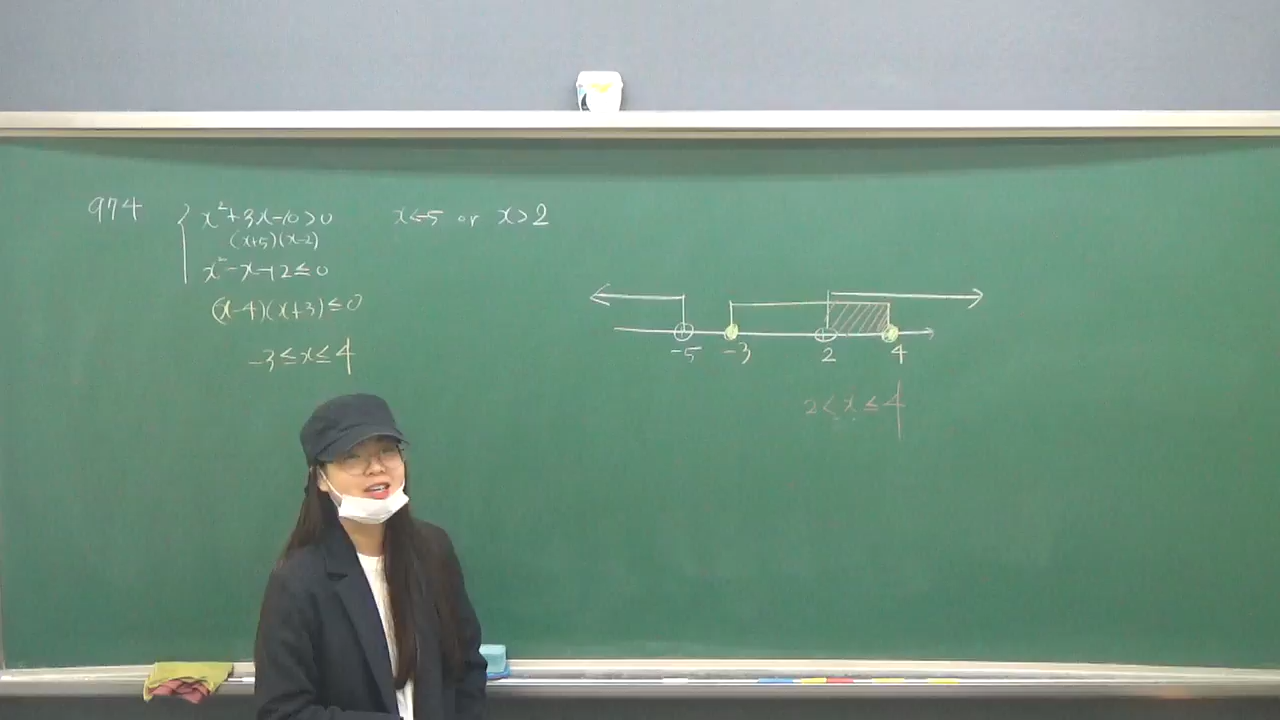 974
x²+3x-10>0 x<-5 or x>2
(x+5)(x-2)
x²-x-12≤0
(x-4)(x+3)≤0
-3≤x≤4
-5 -3 2 4
2<x≤4